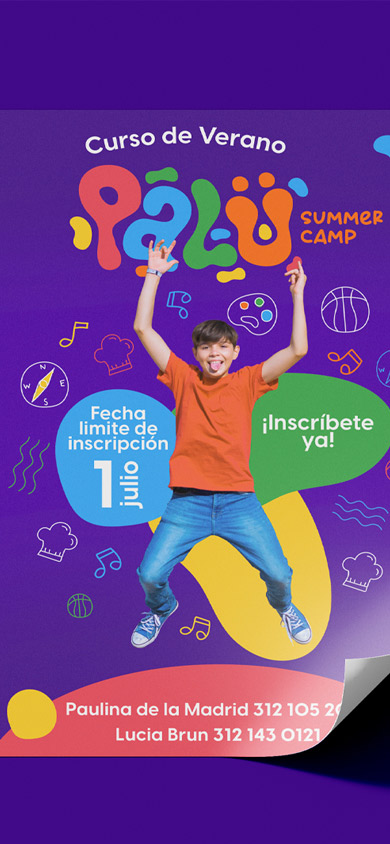 Curso de Verano
PALÜ
SUMMER
CAMP
Fecha
límite de
inscripción
1 julio
¡Inscríbete
ya!
N
W E
S
Paulina de la Madrid 312 105
Lucia Brun 312 143 0121